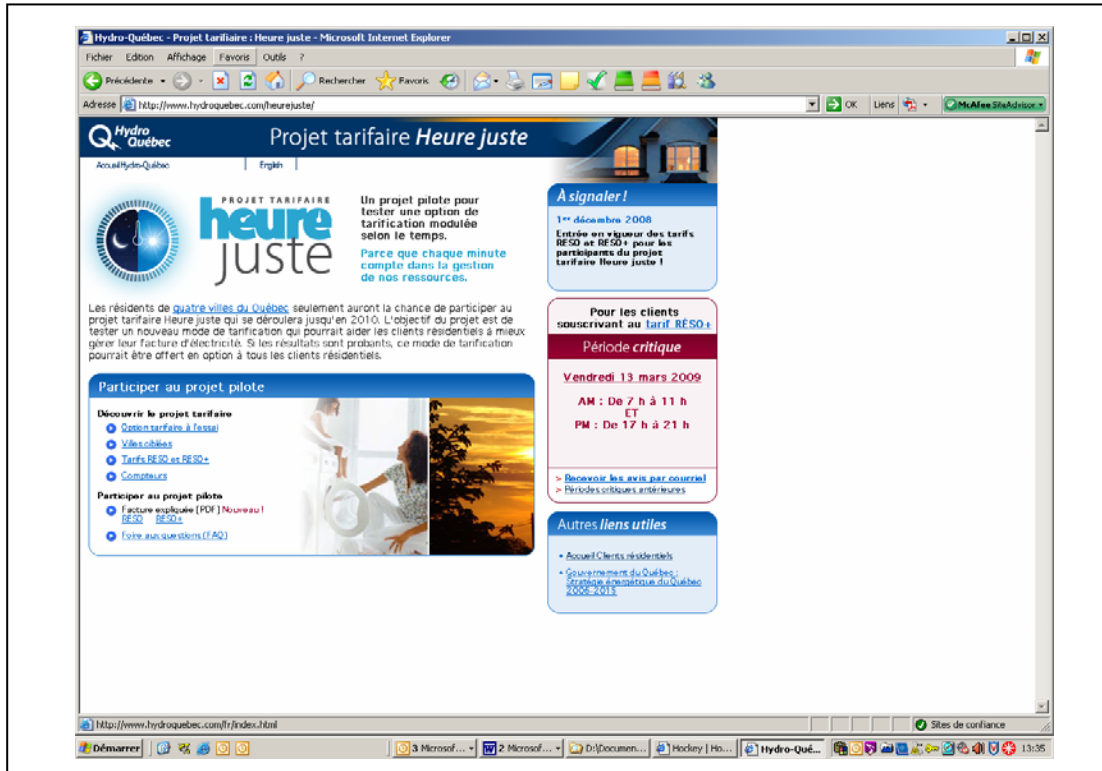 Hydro-Québec - Projet tarifiaire : Heure juste - Microsoft Internet Explorer
Fichier Edition Affichage Favoris Outils ?
Précédente Rechercher Favoris
Adresse http://www.hydroquebec.com/heurejuste/ OK Liens McAfee SiteAdvisor
Hydro
Québec
Projet tarifaire Heure juste
Accueil Hydro-Québec | English |
PROJET TARIFAIRE
heure
juste
Un projet pilote pour
tester une option de
tarification modulée
selon le temps.
Parce que chaque minute
compte dans la gestion
de nos ressources.
Les résidents de quatre villes du Québec seulement auront la chance de participer au
projet tarifaire Heure juste qui se déroulera jusqu'en 2010. L'objectif du projet est de
tester un nouveau mode de tarification qui pourrait aider les clients résidentiels à mieux
gérer leur facture d'électricité. Si les résultats sont probants, ce mode de tarification
pourrait être offert en option à tous les clients résidentiels.
Participer au projet pilote
Découvrir le projet tarifaire
Option tarifaire à l'essai
Villes ciblées
Tarifs RÉSO et RÉSO+
Compteurs
Participer au projet pilote
Facture expliquée [PDF] Nouveau !
RESO RESO+
Foire aux questions (FAQ)
À signaler !
1er décembre 2008
Entrée en vigueur des tarifs
RÉSO et RÉSO+ pour les
participants du projet
tarifaire Heure juste !
Pour les clients
souscrivant au tarif RÉSO+
Période critique
Vendredi 13 mars 2009
AM : De 7 h à 11 h
ET
PM : De 17 h à 21 h
> Recevoir les avis par courriel
> Périodes critiques antérieures
Autres liens utiles
• Accueil Clients résidentiels
• Gouvernement du Québec :
Stratégie énergétique du Québec
2006-2015
http://www.hydroquebec.com/fr/index.html Sites de confiance
Démarrer 3 Microsof... 2 Microsof... D:\Documen... Hockey | Ho... Hydro-Qué... 13:35